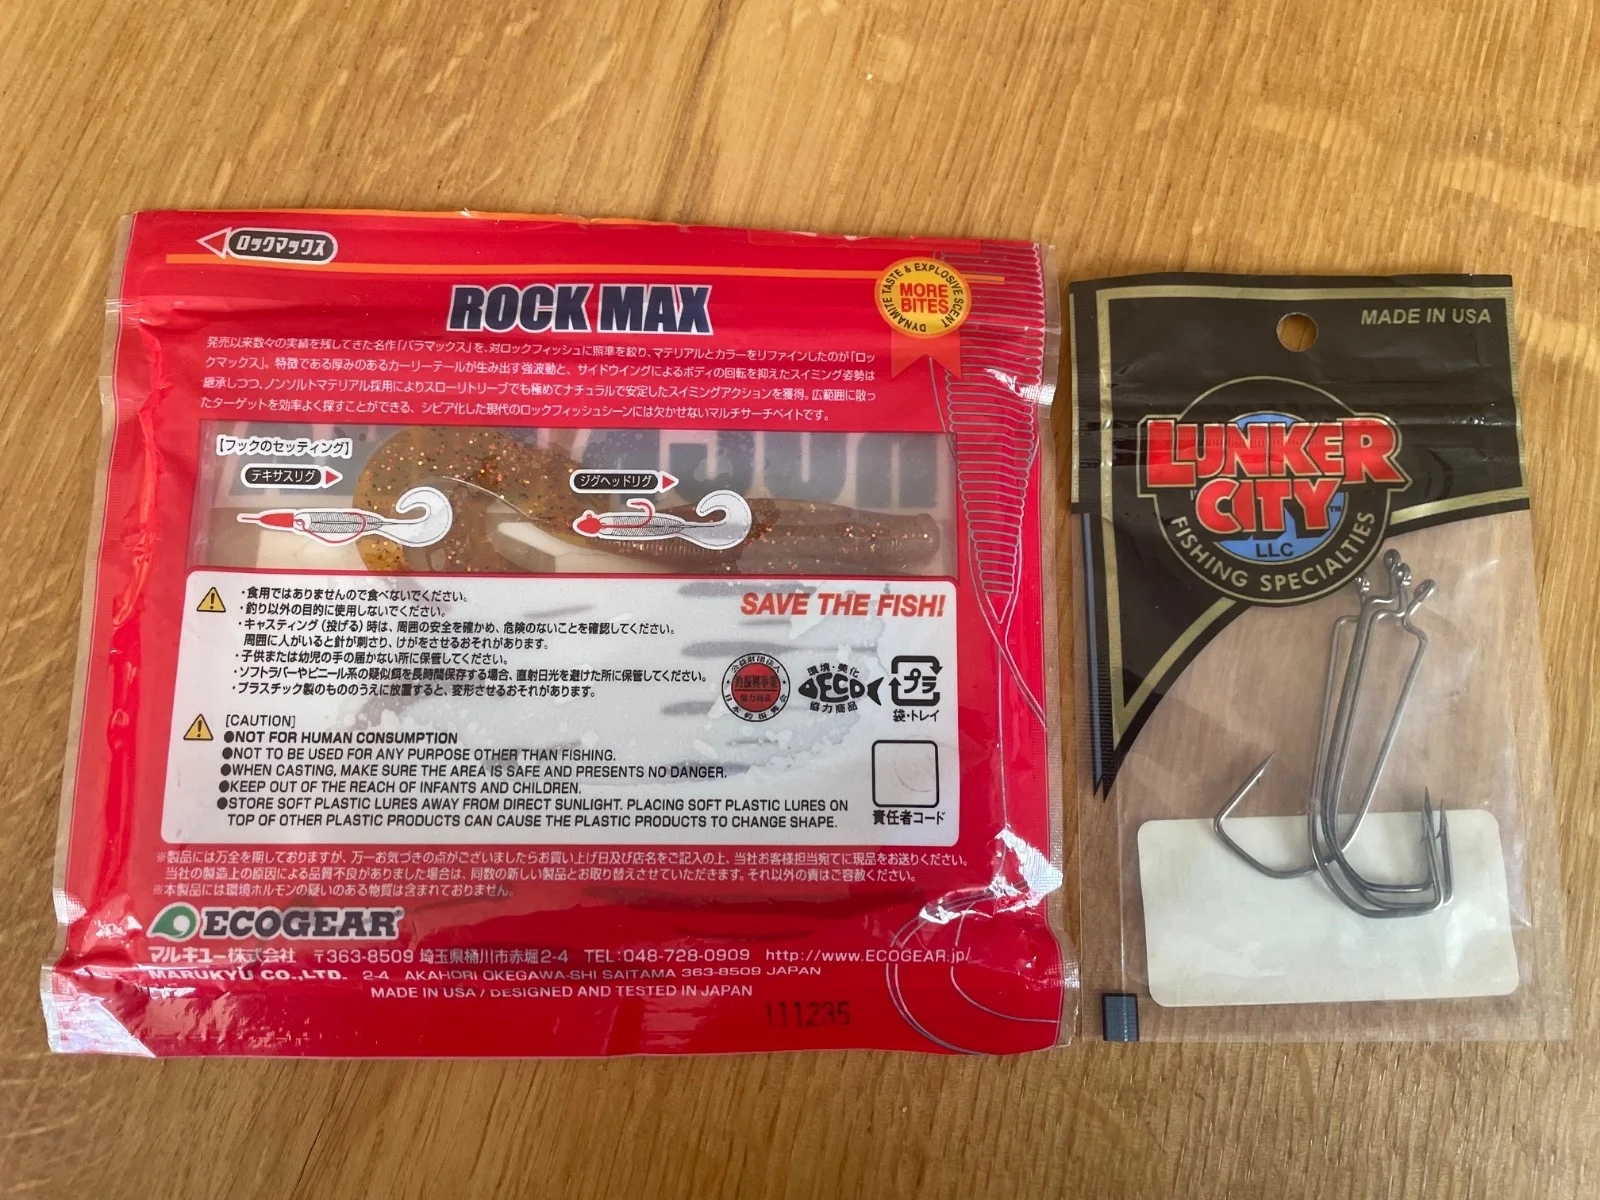 ロックマックス
ROCK MAX
DYNAMITE TASTE & EXPLOSIVE SCENT
MORE
BITES
発売以来数々の実績を残してきた名作「パラマックス」を、対ロックフィッシュに照準を絞り、マテリアルとカラーをリファインしたのが「ロッ
クマックス」。特徴である厚みのあるカーリーテールが生み出す強波動と、サイドウイングによるボディの回転を抑えたスイミング姿勢は
継承しつつ、ノンソルトマテリアル採用によりスローリトリーブでも極めてナチュラルで安定したスイミングアクションを獲得。広範囲に散っ
たターゲットを効率よく探すことができる、シビア化した現代のロックフィッシュシーンには欠かせないマルチサーチベイトです。
【フックのセッティング】
テキサスリグ
ジグヘッドリグ
・食用ではありませんので食べないでください。
・釣り以外の目的に使用しないでください。
・キャスティング(投げる)時は、周囲の安全を確かめ、危険のないことを確認してください。
周囲に人がいると針が刺さり、けがをさせるおそれがあります。
・子供または幼児の手の届かない所に保管してください。
・ソフトラバーやビニール系の疑似餌を長時間保存する場合、直射日光を避けた所に保管してください。
・プラスチック製のもののうえに放置すると、変形させるおそれがあります。
SAVE THE FISH!
公益財団法人
釣振興事業
協力商品
日本釣振興会
環境・美化
FECO
協力商品
プラ
袋・トレイ
[CAUTION]
●NOT FOR HUMAN CONSUMPTION
●NOT TO BE USED FOR ANY PURPOSE OTHER THAN FISHING.
●WHEN CASTING, MAKE SURE THE AREA IS SAFE AND PRESENTS NO DANGER.
●KEEP OUT OF THE REACH OF INFANTS AND CHILDREN.
●STORE SOFT PLASTIC LURES AWAY FROM DIRECT SUNLIGHT. PLACING SOFT PLASTIC LURES ON
TOP OF OTHER PLASTIC PRODUCTS CAN CAUSE THE PLASTIC PRODUCTS TO CHANGE SHAPE.
責任者コード
※製品には万全を期しておりますが、万一お気づきの点がございましたらお買い上げ日及び店名をご記入の上、当社お客様担当宛てに現品をお送りください。
当社の製造上の原因による品質不良がありました場合は、同数の新しい製品とお取り替えさせていただきます。それ以外の責はご容赦ください。
※本製品には環境ホルモンの疑いのある物質は含まれておりません。
ECOGEAR®
マルキユー株式会社 〒363-8509 埼玉県桶川市赤堀2-4 TEL:048-728-0909 http://www.ECOGEAR.jp/
MARUKYU CO.,LTD. 2-4 AKAHORI OKEGAWA-SHI SAITAMA 363-8509 JAPAN
MADE IN USA / DESIGNED AND TESTED IN JAPAN
111235
MADE IN USA
LUNKER
CITY™
LLC
FISHING SPECIALTIES